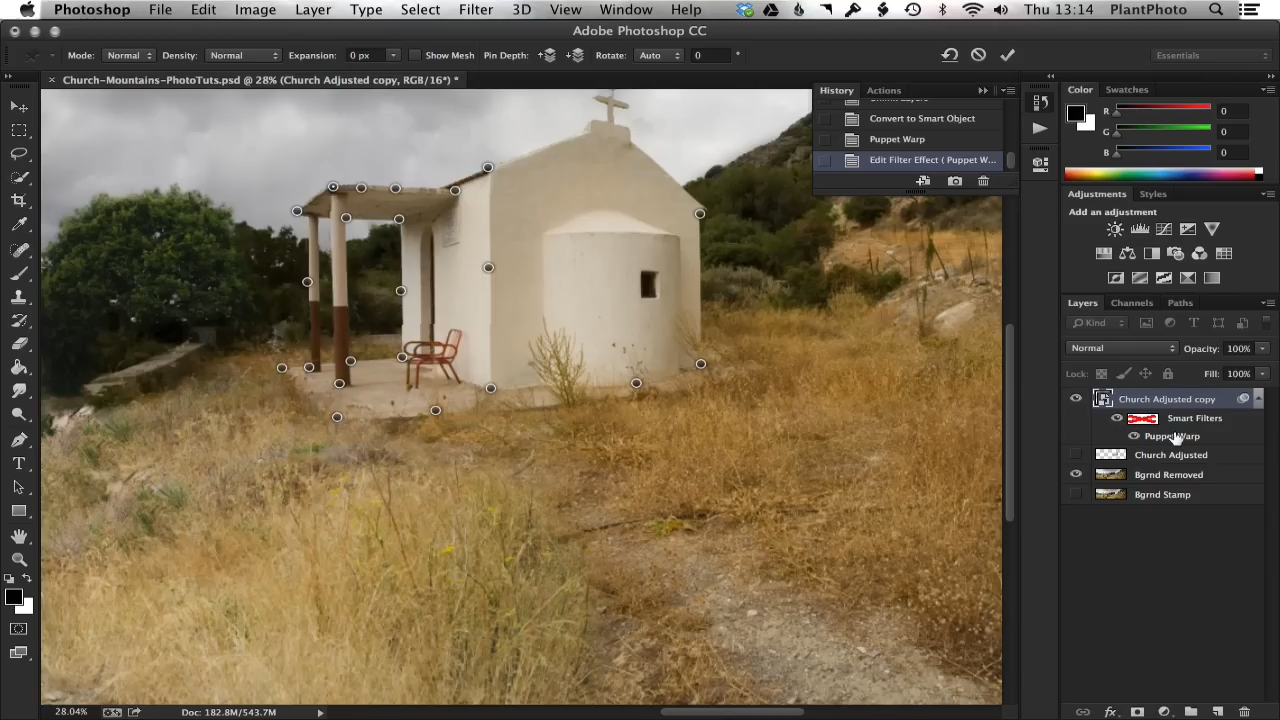 Photoshop File Edit Image Layer Type Select Filter 3D View Window Help Thu 13:14 PlantPhoto
Adobe Photoshop CC
Mode: Normal Density: Normal Expansion: 0 px Show Mesh Pin Depth: Rotate: Auto 0 ° Essentials
Church-Mountains-PhotoTuts.psd @ 28% (Church Adjusted copy, RGB/16*) *
History Actions
Convert to Smart Object
Puppet Warp
Edit Filter Effect ( Puppet W...
Color Swatches
R 0
G 0
B 0
Adjustments Styles
Add an adjustment
Layers Channels Paths
Kind
Normal Opacity: 100%
Lock: Fill: 100%
Church Adjusted copy
Smart Filters
Puppet Warp
Church Adjusted
Bgrnd Removed
Bgrnd Stamp
28.04% Doc: 182.8M/543.7M